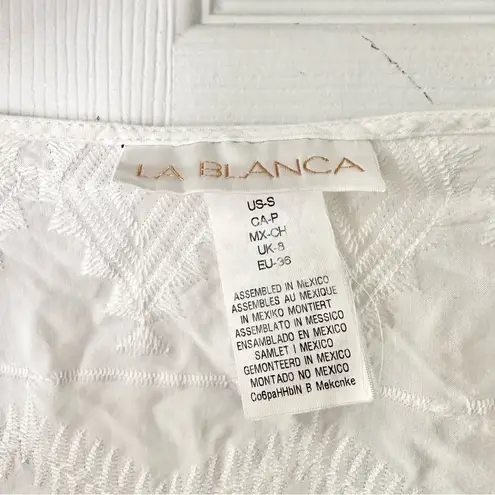 LA BLANCA
US-S
CA-P
MX-CH
UK-8
EU-36
ASSEMBLED IN MEXICO
ASSEMBLES AU MEXIQUE
IN MEXIKO MONTIERT
ASSEMBLATO IN MESSICO
ENSAMBLADO EN MEXICO
SAMLET I MEXICO
GEMONTEERD IN MEXICO
MONTADO NO MEXICO
Co6paHHbIN B Mekcnke